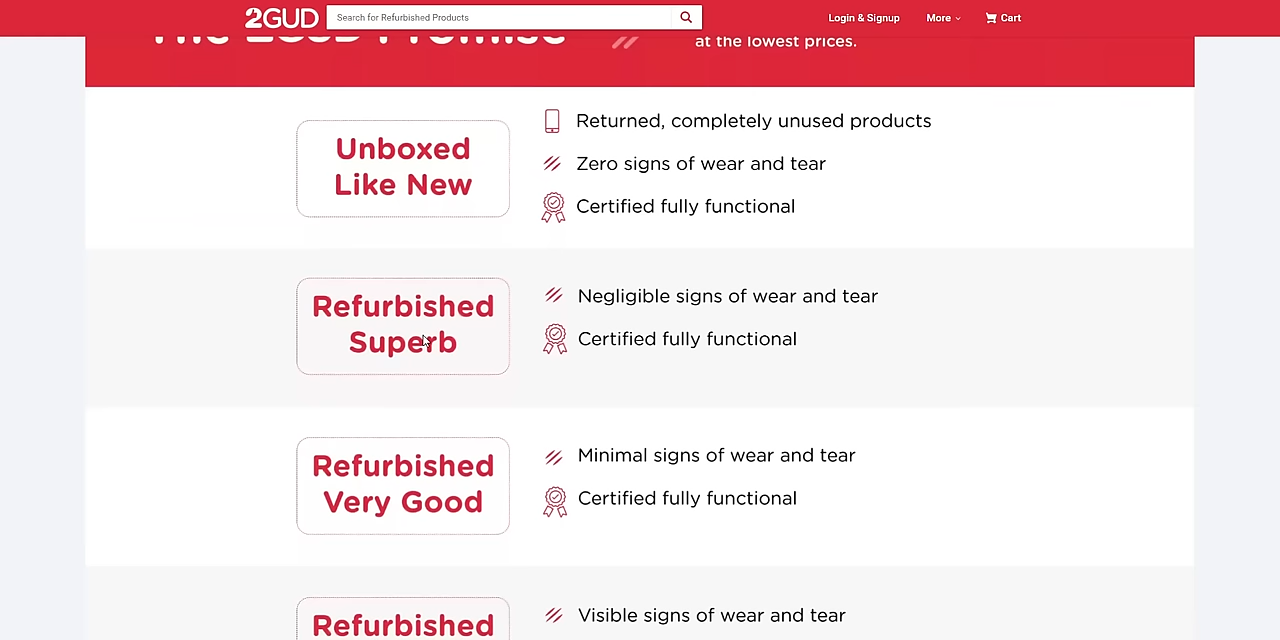 2GUD
Search for Refurbished Products
Login & Signup
More
Cart
The 2GUD Promise
at the lowest prices.
Unboxed
Like New
Returned, completely unused products
Zero signs of wear and tear
Certified fully functional
Refurbished
Superb
Negligible signs of wear and tear
Certified fully functional
Refurbished
Very Good
Minimal signs of wear and tear
Certified fully functional
Refurbished
Visible signs of wear and tear